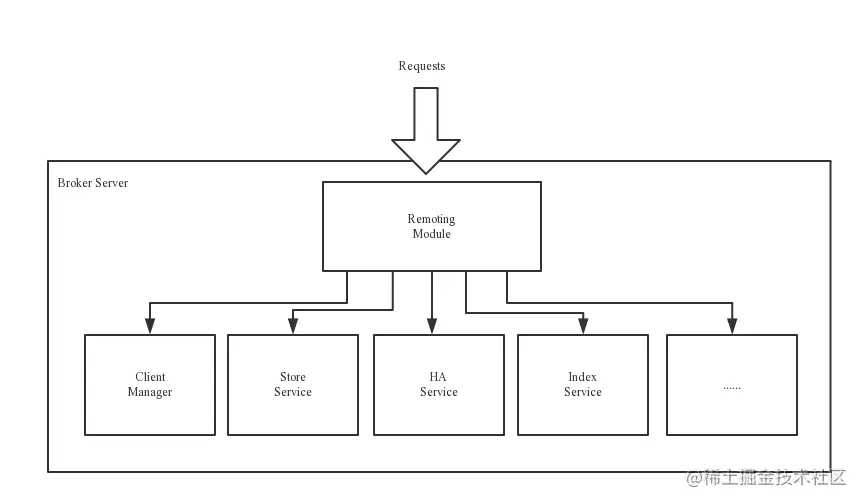 Requests
Broker Server
Remoting
Module
Client
Manager
Store
Service
HA
Service
Index
Service
......
@稀土掘金技术社区